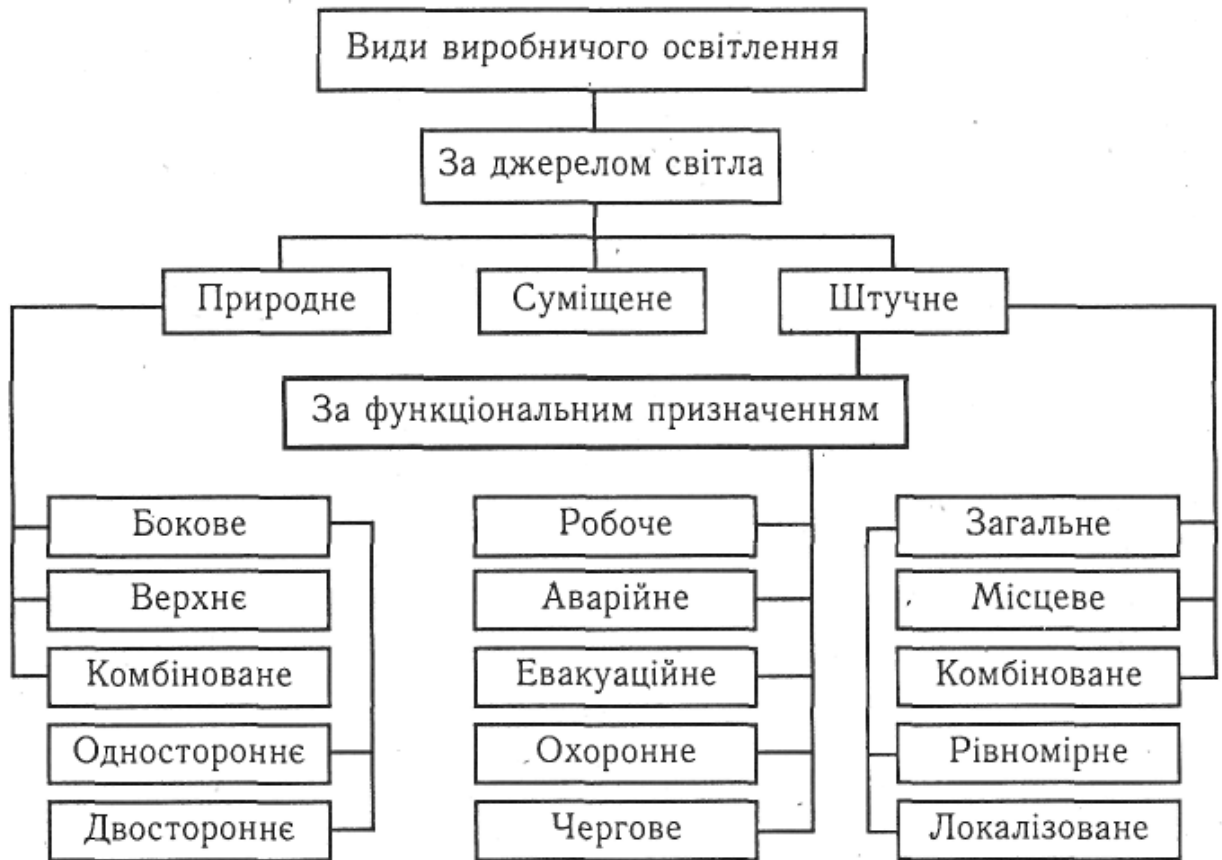 Види виробничого освітлення
За джерелом світла
Природне
Суміщене
Штучне
За функціональним призначенням
Бокове
Робоче
Загальне
Верхнє
Аварійне
Місцеве
Комбіноване
Евакуаційне
Комбіноване
Одностороннє
Охоронне
Рівномірне
Двостороннє
Чергове
Локалізоване